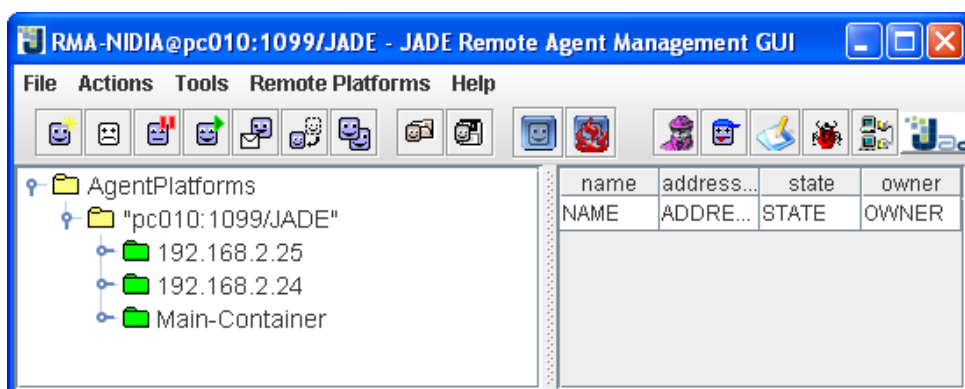 RMA-NIDIA@pc010:1099/JADE - JADE Remote Agent Management GUI
File Actions Tools Remote Platforms Help
AgentPlatforms
"pc010:1099/JADE"
192.168.2.25
192.168.2.24
Main-Container
name address... state owner
NAME ADDRE... STATE OWNER